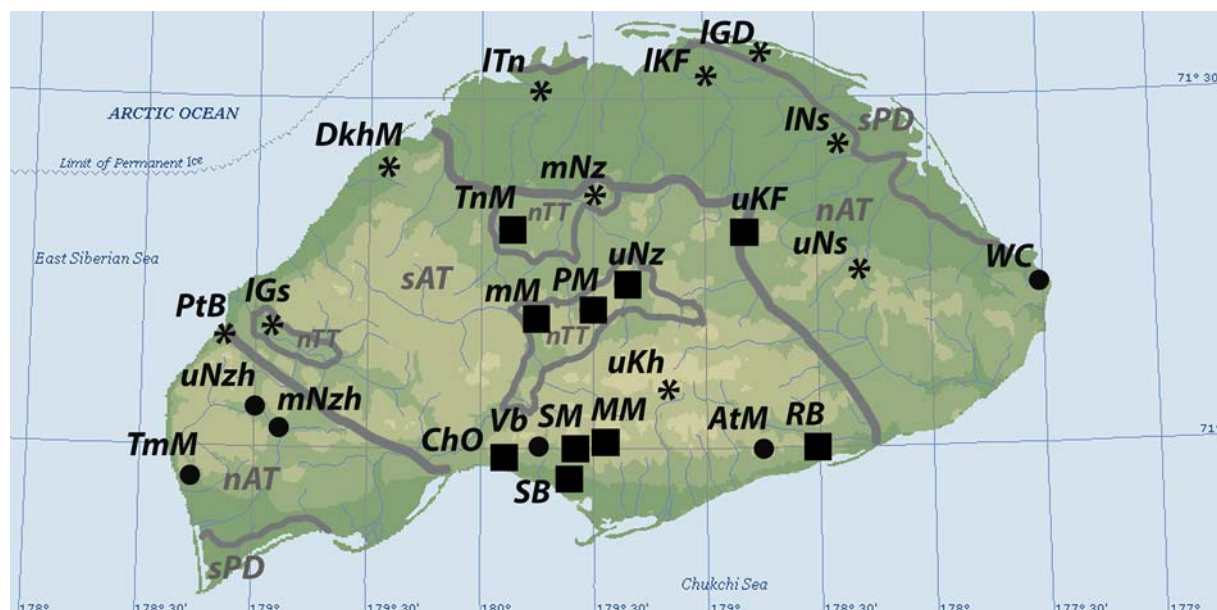 lGD
lTn
lKF
71° 30'
ARCTIC OCEAN
lNs
sPD
DkhM
Limit of Permanent Ice
mNz
TnM
nTT
uKF
nAT
uNs
uNz
WC
East Siberian Sea
sAT
PM
mM
lGs
PtB
nTT
nTT
uKh
uNzh
mNzh
Vb
SM
MM
AtM
RB
71°
ChO
TmM
nAT
SB
sPD
Chukchi Sea
178° 178° 30' 179° 179° 30' 180° 179° 30' 179° 178° 30' 178° 177° 30'